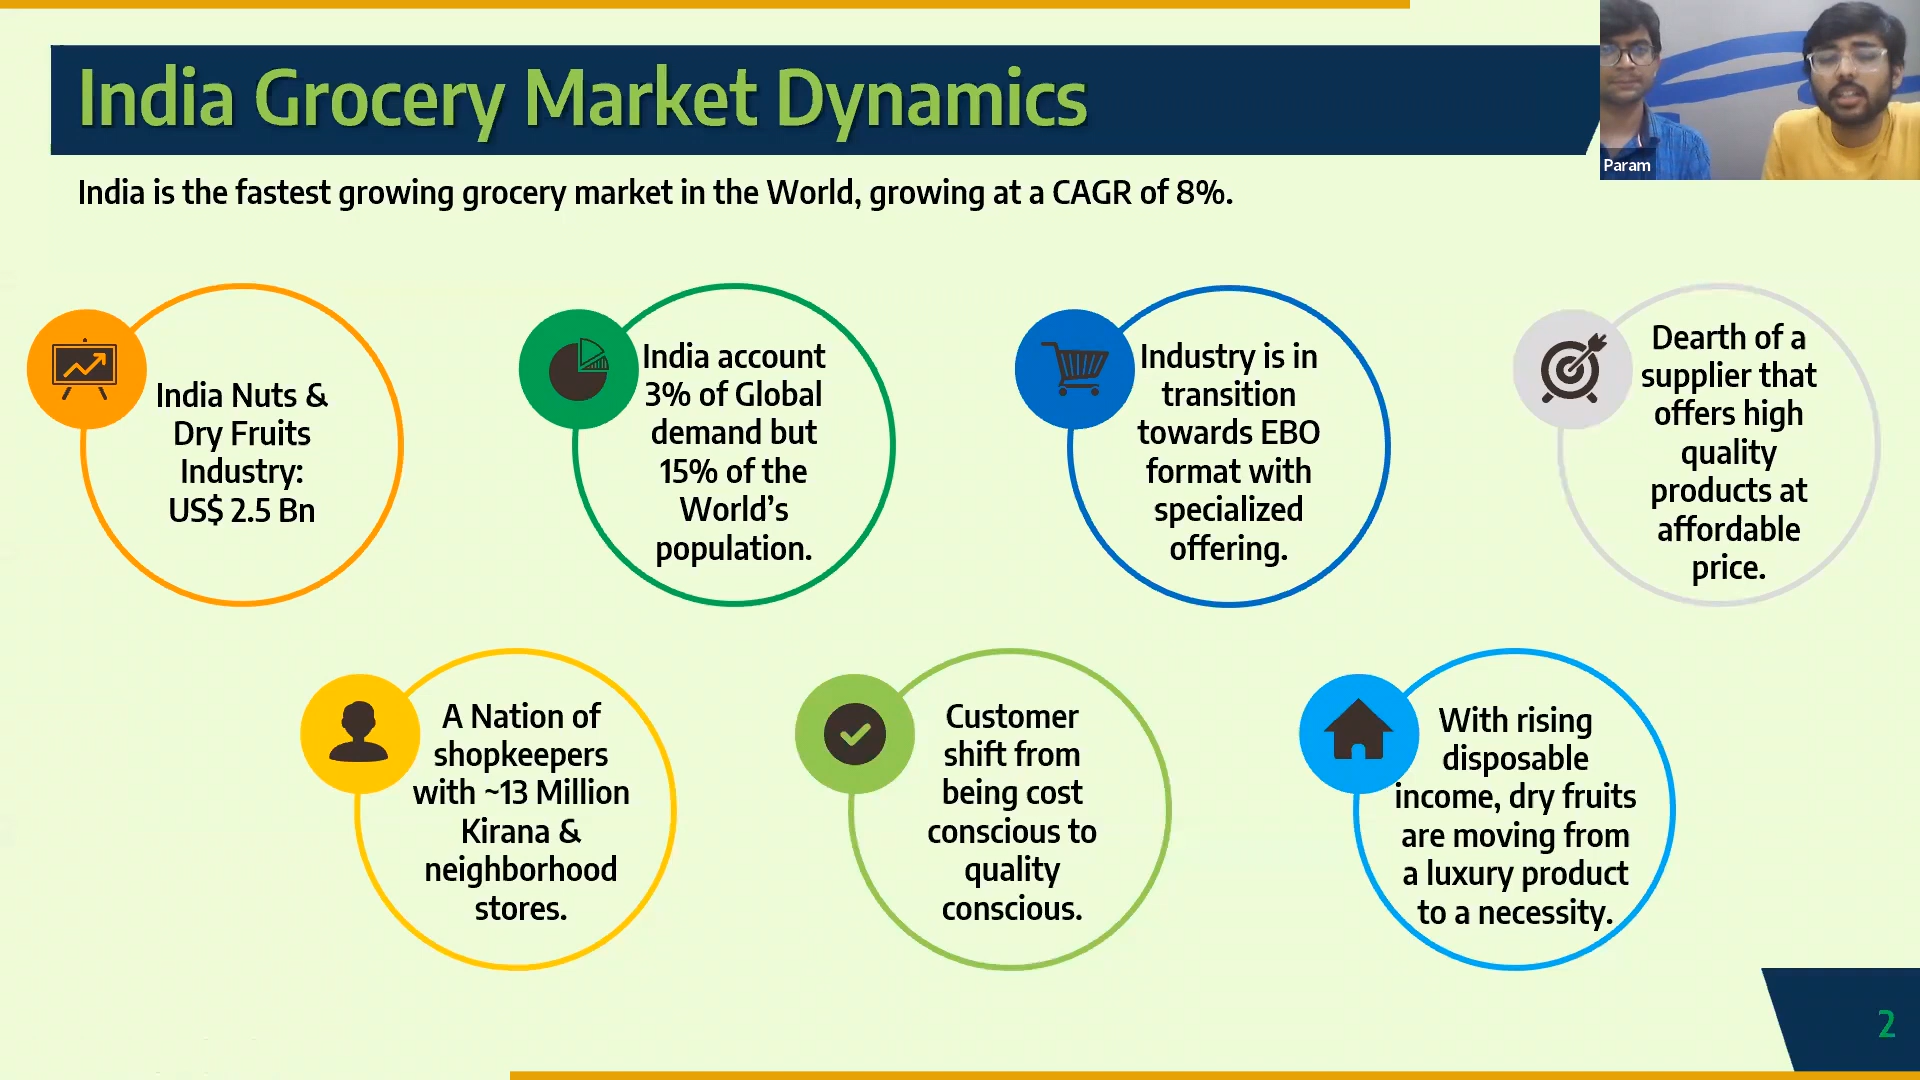 India Grocery Market Dynamics
Param
India is the fastest growing grocery market in the World, growing at a CAGR of 8%.
India Nuts &
Dry Fruits
Industry:
US$ 2.5 Bn
India account
3% of Global
demand but
15% of the
World’s
population.
Industry is in
transition
towards EBO
format with
specialized
offering.
Dearth of a
supplier that
offers high
quality
products at
affordable
price.
A Nation of
shopkeepers
with ~13 Million
Kirana &
neighborhood
stores.
Customer
shift from
being cost
conscious to
quality
conscious.
With rising
disposable
income, dry fruits
are moving from
a luxury product
to a necessity.
2